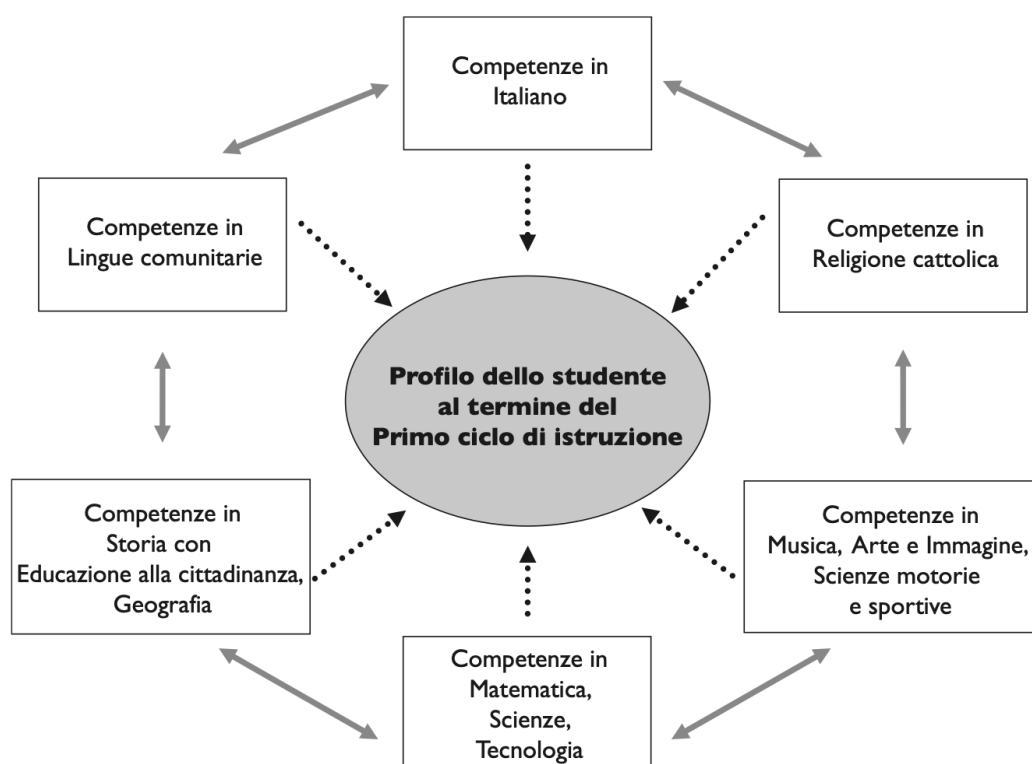 Competenze in
Italiano
Competenze in
Lingue comunitarie
Competenze in
Religione cattolica
Profilo dello studente
al termine del
Primo ciclo di istruzione
Competenze in
Storia con
Educazione alla cittadinanza,
Geografia
Competenze in
Musica, Arte e Immagine,
Scienze motorie
e sportive
Competenze in
Matematica,
Scienze,
Tecnologia